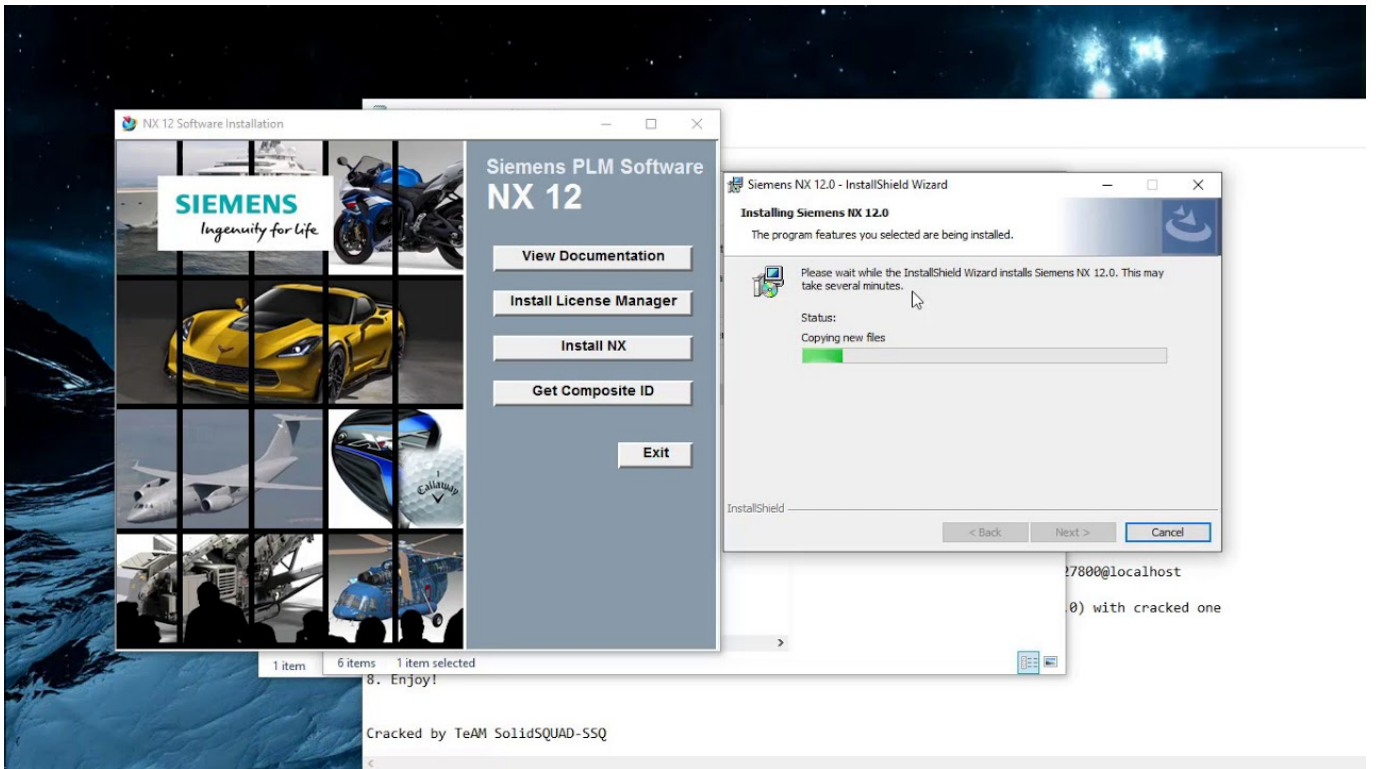 NX 12 Software Installation
SIEMENS
Ingenuity for life
Callaway
Siemens PLM Software
NX 12
View Documentation
Install License Manager
Install NX
Get Composite ID
Exit
Siemens NX 12.0 - InstallShield Wizard
Installing Siemens NX 12.0
The program features you selected are being installed.
Please wait while the InstallShield Wizard installs Siemens NX 12.0. This may
take several minutes.
Status:
Copying new files
InstallShield
< Back
Next >
Cancel
27800@localhost
.0) with cracked one
1 item
6 items
1 item selected
8. Enjoy!
Cracked by TeAM SolidSQUAD-SSQ